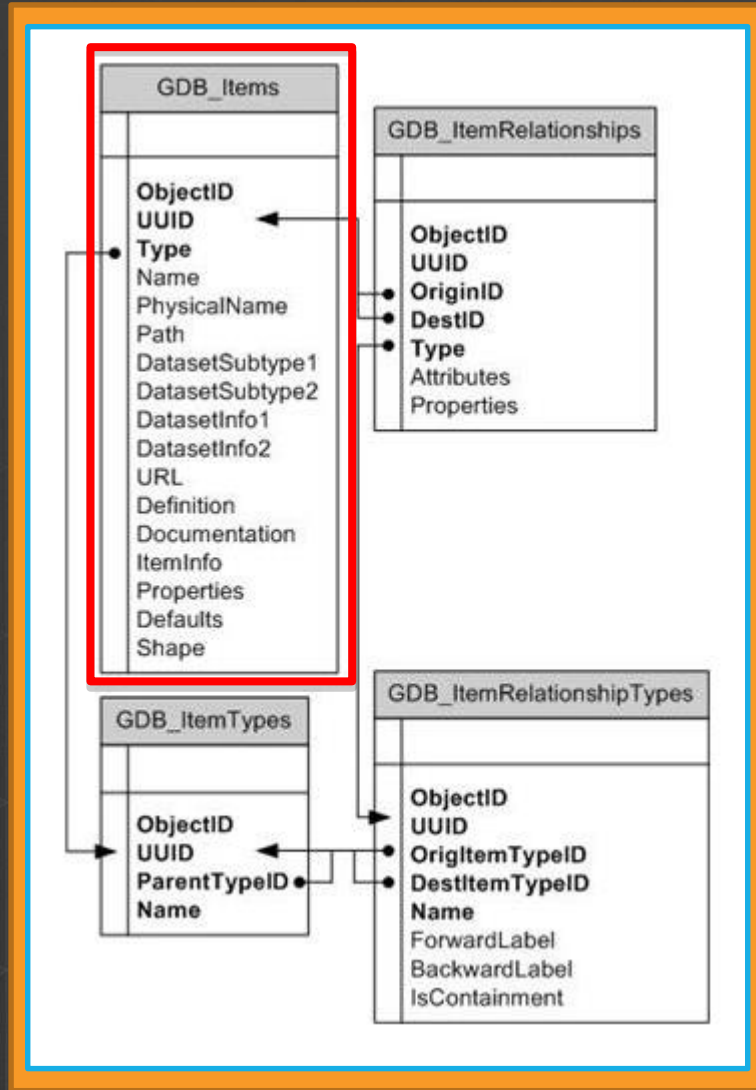 GDB_Items
ObjectID
UUID
Type
Name
PhysicalName
Path
DatasetSubtype1
DatasetSubtype2
DatasetInfo1
DatasetInfo2
URL
Definition
Documentation
ItemInfo
Properties
Defaults
Shape
GDB_ItemRelationships
ObjectID
UUID
OriginID
DestID
Type
Attributes
Properties
GDB_ItemTypes
ObjectID
UUID
ParentTypeID
Name
GDB_ItemRelationshipTypes
ObjectID
UUID
OrigItemTypeID
DestItemTypeID
Name
ForwardLabel
BackwardLabel
IsContainment